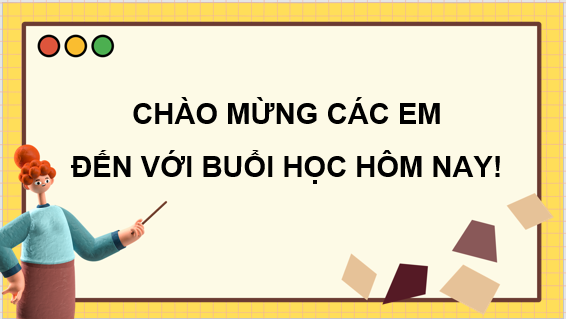 CHÀO MỪNG CÁC EM
ĐẾN VỚI BUỔI HỌC HÔM NAY!